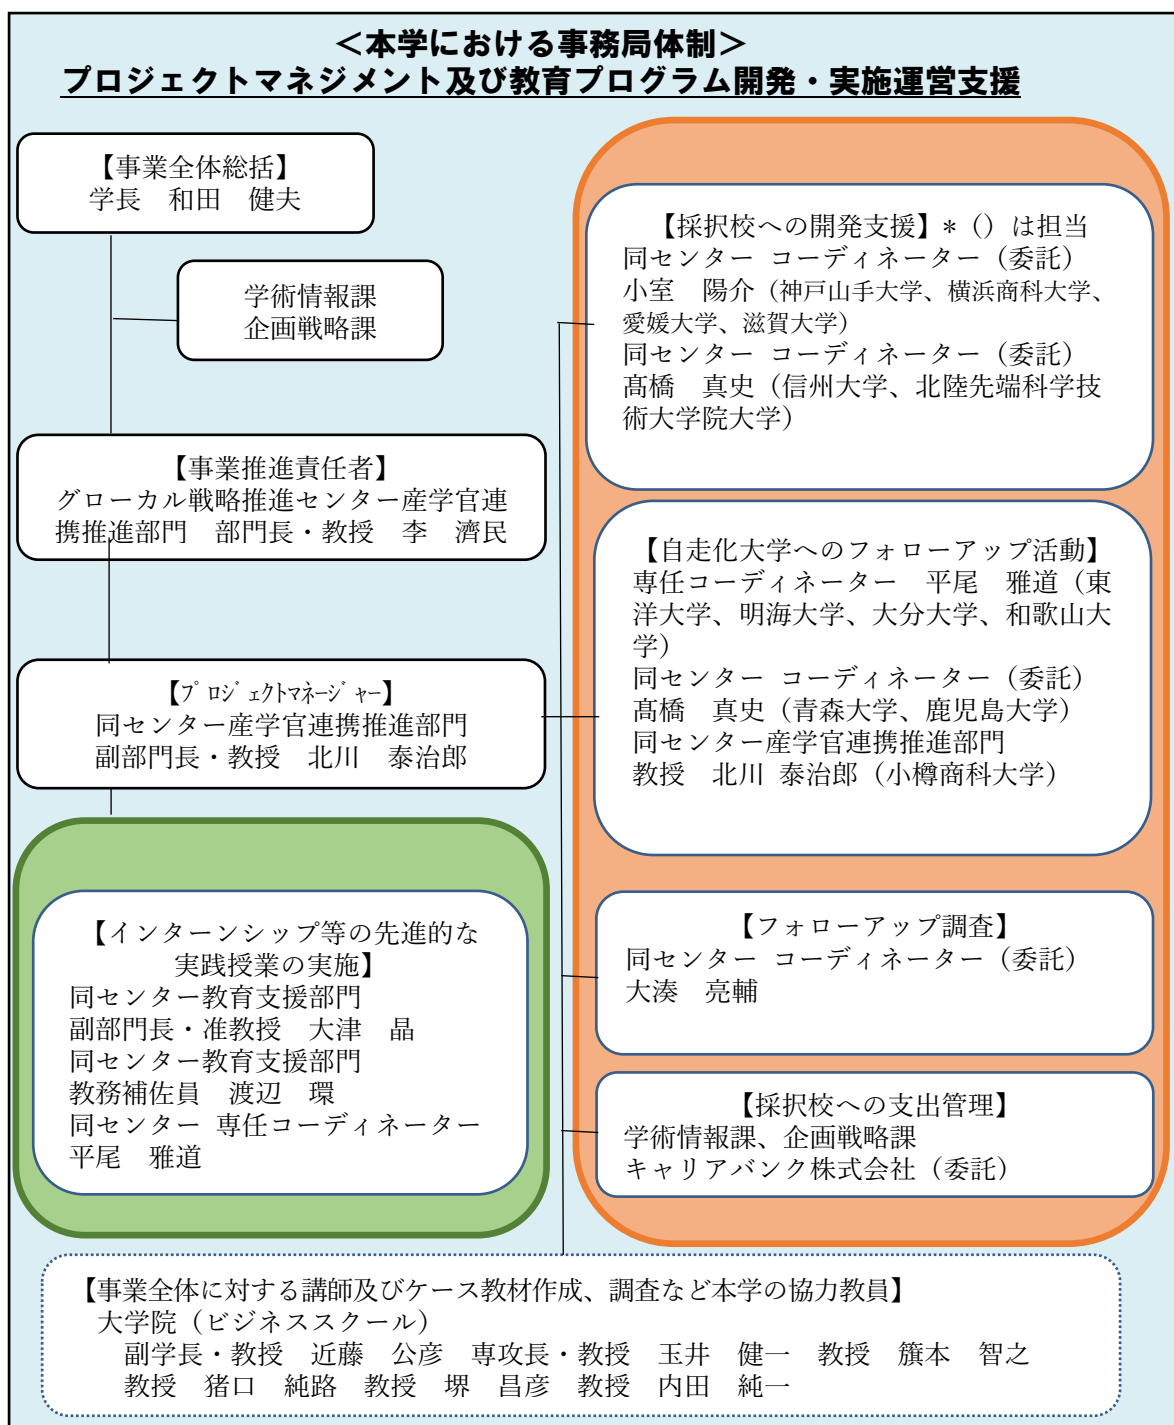 ＜本学における事務局体制＞
プロジェクトマネジメント及び教育プログラム開発・実施運営支援
【事業全体総括】
学長　和田　健夫
学術情報課
企画戦略課
【事業推進責任者】
グローカル戦略推進センター産学官連
携推進部門　部門長・教授　李　濟民
【ﾌﾟﾛｼﾞｪｸﾄﾏﾈｰｼﾞｬｰ】
同センター産学官連携推進部門
副部門長・教授　北川　泰治郎
【インターンシップ等の先進的な
実践授業の実施】
同センター教育支援部門
副部門長・准教授　大津　晶
同センター教育支援部門
教務補佐員　渡辺　環
同センター 専任コーディネーター
平尾　雅道
【採択校への開発支援】＊（）は担当
同センター コーディネーター（委託）
小室　陽介（神戸山手大学、横浜商科大学、
愛媛大学、滋賀大学）
同センター コーディネーター（委託）
髙橋　真史（信州大学、北陸先端科学技
術大学院大学）
【自走化大学へのフォローアップ活動】
専任コーディネーター　平尾　雅道（東
洋大学、明海大学、大分大学、和歌山大
学）
同センター コーディネーター（委託）
髙橋　真史（青森大学、鹿児島大学）
同センター産学官連携推進部門
教授　北川 泰治郎（小樽商科大学）
【フォローアップ調査】
同センター コーディネーター（委託）
大湊　亮輔
【採択校への支出管理】
学術情報課、企画戦略課
キャリアバンク株式会社（委託）
【事業全体に対する講師及びケース教材作成、調査など本学の協力教員】
大学院（ビジネススクール）
副学長・教授　近藤　公彦　専攻長・教授　玉井　健一　教授　籏本　智之
教授　猪口　純路　教授　堺　昌彦　教授　内田　純一